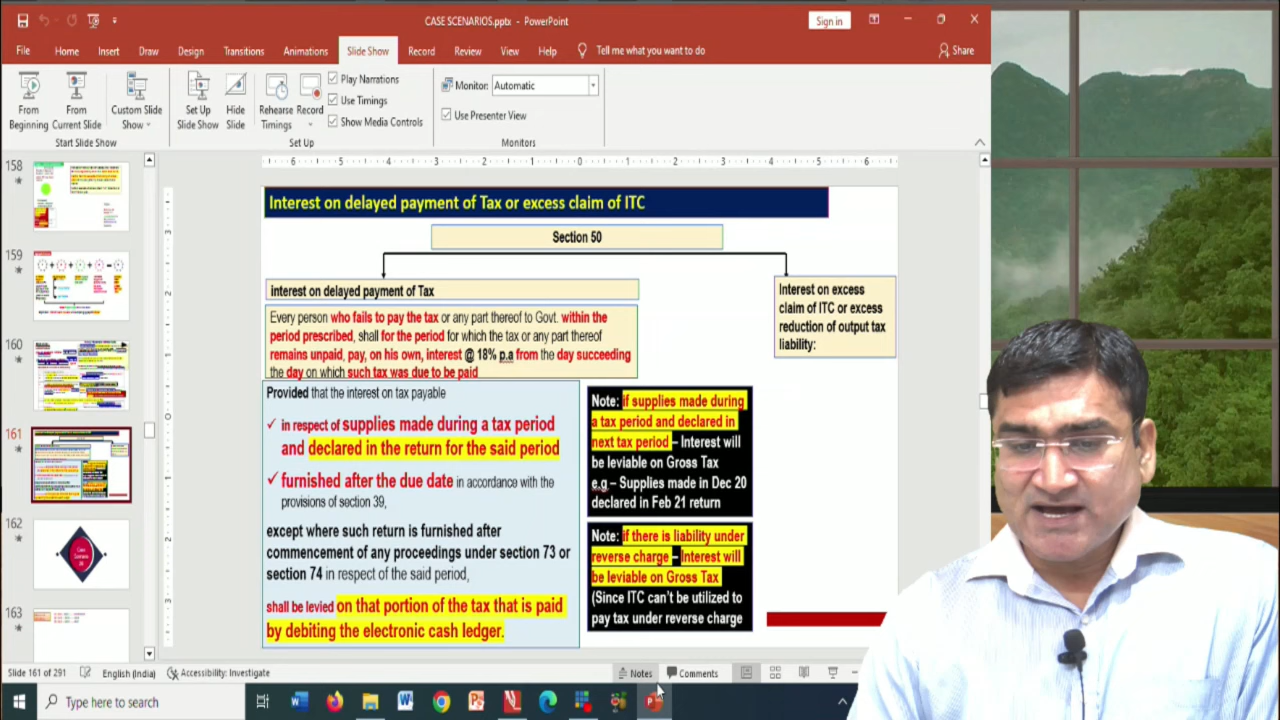 CASE SCENARIOS.pptx - PowerPoint
Sign in
File Home Insert Draw Design Transitions Animations Slide Show Record Review View Help Tell me what you want to do Share
From Beginning
From Current Slide
Custom Slide Show
Set Up Slide Show
Hide Slide
Rehearse Timings
Record
Play Narrations
Use Timings
Show Media Controls
Monitor: Automatic
Use Presenter View
Start Slide Show Set Up Monitors
158
159
160
161
162
163
Interest on delayed payment of Tax or excess claim of ITC
Section 50
interest on delayed payment of Tax
Every person who fails to pay the tax or any part thereof to Govt. within the
period prescribed, shall for the period for which the tax or any part thereof
remains unpaid, pay, on his own, interest @ 18% p.a from the day succeeding
the day on which such tax was due to be paid
Interest on excess
claim of ITC or excess
reduction of output tax
liability:
Provided that the interest on tax payable
✓ in respect of supplies made during a tax period
and declared in the return for the said period
✓ furnished after the due date in accordance with the
provisions of section 39,
except where such return is furnished after
commencement of any proceedings under section 73 or
section 74 in respect of the said period,
shall be levied on that portion of the tax that is paid
by debiting the electronic cash ledger.
Note: if supplies made during
a tax period and declared in
next tax period – Interest will
be leviable on Gross Tax
e.g – Supplies made in Dec 20
declared in Feb 21 return
Note: if there is liability under
reverse charge – Interest will
be leviable on Gross Tax
(Since ITC can't be utilized to
pay tax under reverse charge
Slide 161 of 291 English (India) Accessibility: Investigate Notes Comments
Type here to search